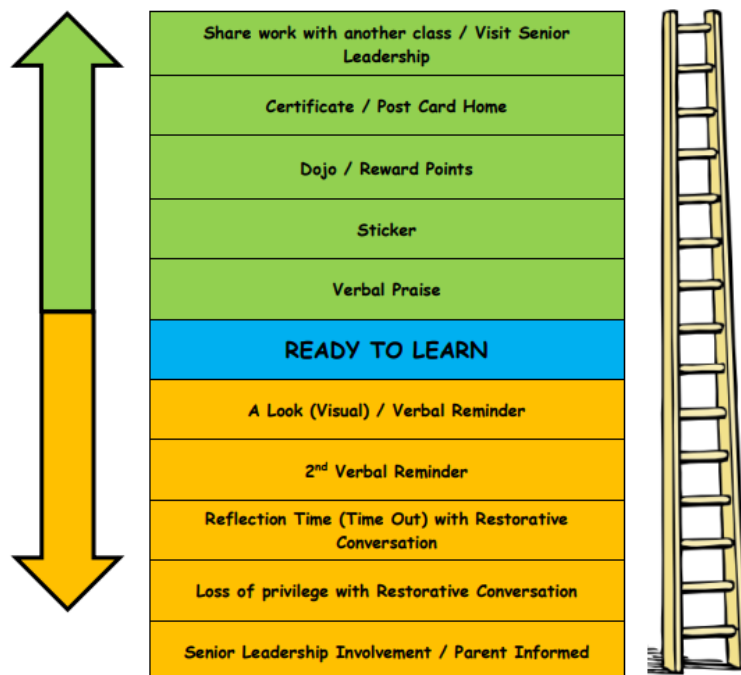 Share work with another class / Visit Senior
Leadership
Certificate / Post Card Home
Dojo / Reward Points
Sticker
Verbal Praise
READY TO LEARN
A Look (Visual) / Verbal Reminder
2nd Verbal Reminder
Reflection Time (Time Out) with Restorative
Conversation
Loss of privilege with Restorative Conversation
Senior Leadership Involvement / Parent Informed